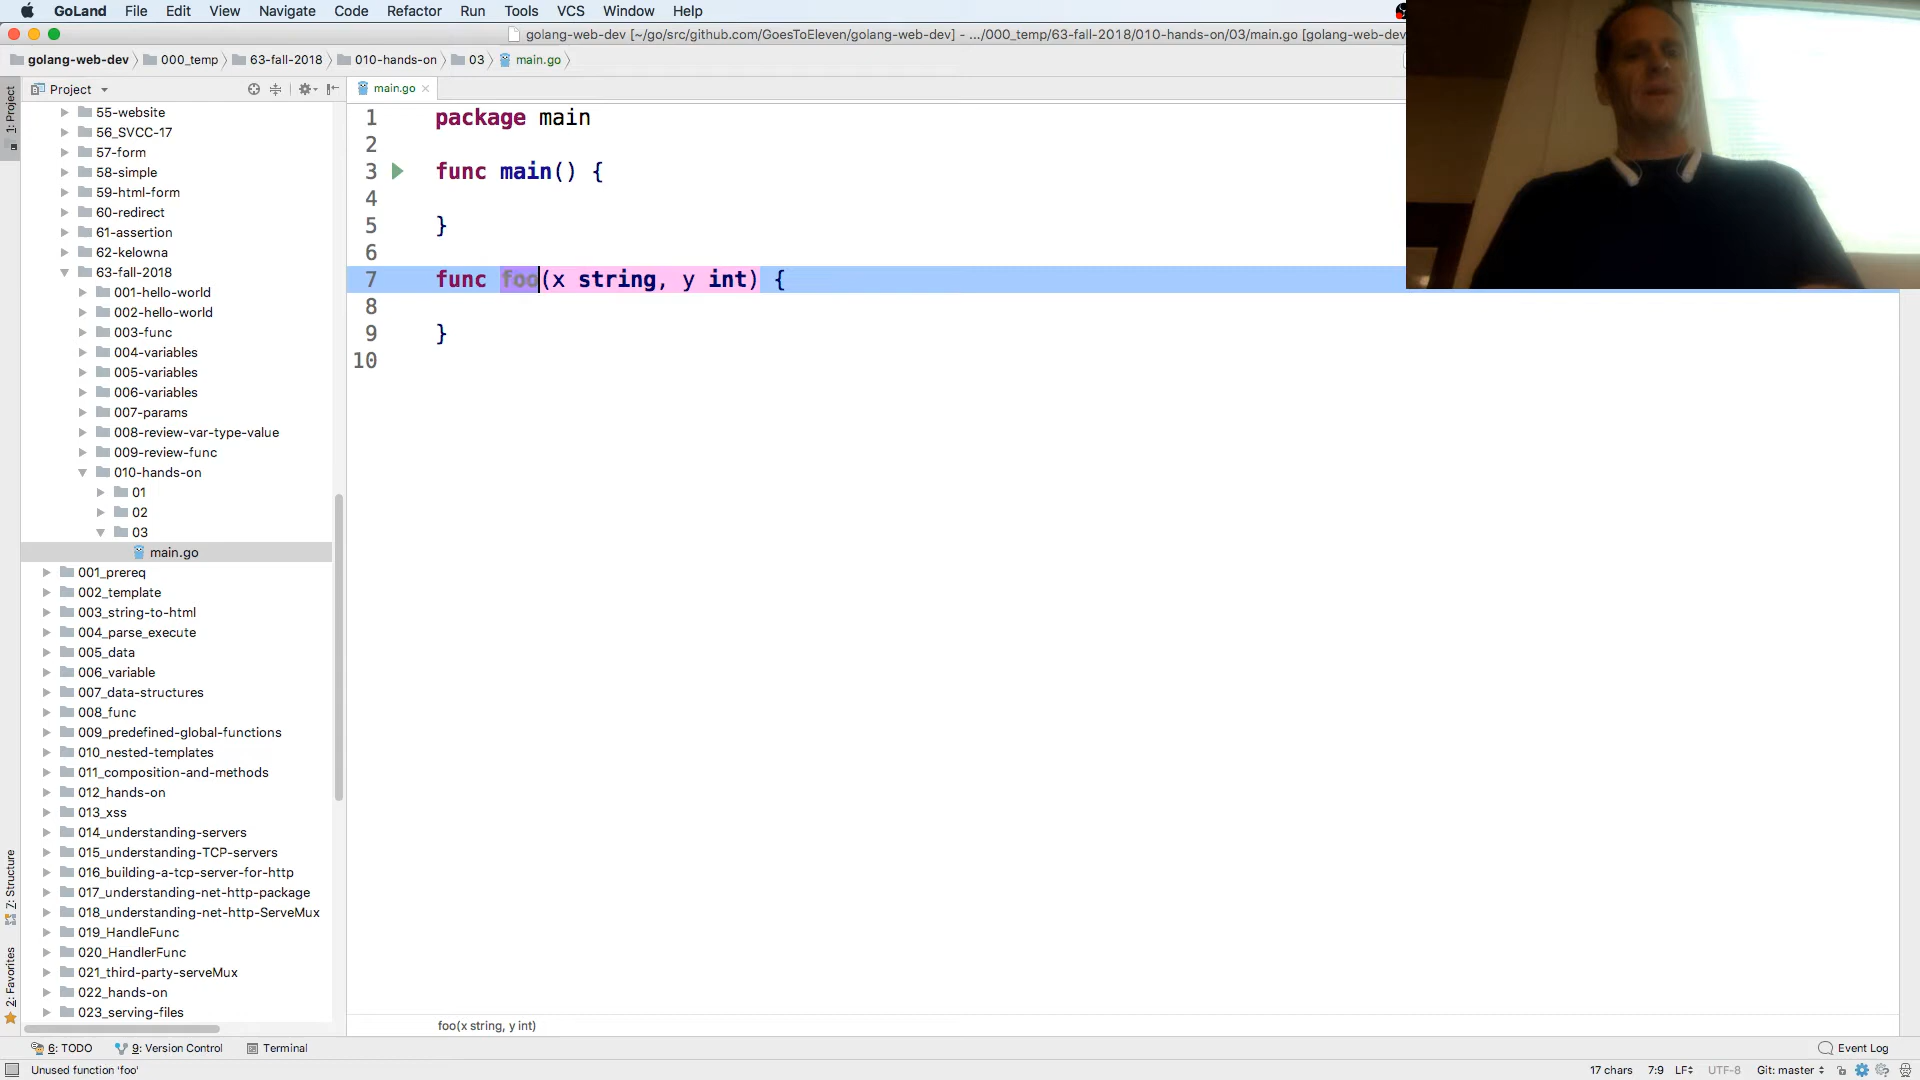 GoLand File Edit View Navigate Code Refactor Run Tools VCS Window Help
golang-web-dev [~/go/src/github.com/GoesToEleven/golang-web-dev] - .../000_temp/63-fall-2018/010-hands-on/03/main.go [golang-web-dev
golang-web-dev 000_temp 63-fall-2018 010-hands-on 03 main.go
1: Project
Project
main.go
55-website
56_SVCC-17
57-form
58-simple
59-html-form
60-redirect
61-assertion
62-kelowna
63-fall-2018
001-hello-world
002-hello-world
003-func
004-variables
005-variables
006-variables
007-params
008-review-var-type-value
009-review-func
010-hands-on
01
02
03
main.go
001_prereq
002_template
003_string-to-html
004_parse_execute
005_data
006_variable
007_data-structures
008_func
009_predefined-global-functions
010_nested-templates
011_composition-and-methods
012_hands-on
013_xss
014_understanding-servers
015_understanding-TCP-servers
016_building-a-tcp-server-for-http
017_understanding-net-http-package
018_understanding-net-http-ServeMux
019_HandleFunc
020_HandlerFunc
021_third-party-serveMux
022_hands-on
023_serving-files
7: Structure
2: Favorites
1 package main
2
3 func main() {
4
5 }
6
7 func foo(x string, y int) {
8
9 }
10
foo(x string, y int)
6: TODO 9: Version Control Terminal Event Log
Unused function 'foo' 17 chars 7:9 LF UTF-8 Git: master